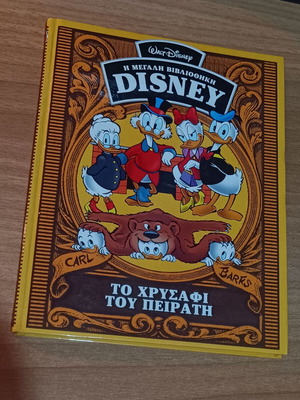 WALT DISNEY
Η ΜΕΓΑΛΗ ΒΙΒΛΙΟΘΗΚΗ
DISNEY
CARL
BARKS
ΤΟ ΧΡΥΣΑΦΙ
ΤΟΥ ΠΕΙΡΑΤΗ